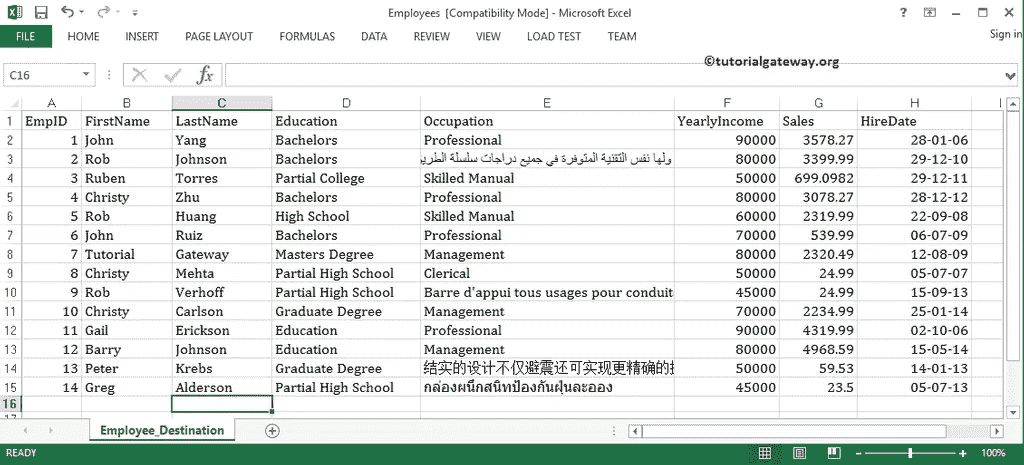 Employees [Compatibility Mode] - Microsoft Excel
FILE HOME INSERT PAGE LAYOUT FORMULAS DATA REVIEW VIEW LOAD TEST TEAM Sign in
©tutorialgateway.org
C16
A B C D E F G H I
1 EmpID FirstName LastName Education Occupation YearlyIncome Sales HireDate
2 1 John Yang Bachelors Professional 90000 3578.27 28-01-06
3 2 Rob Johnson Bachelors ولها نفس التقنية المتوفرة في جميع دراجات سلسلة الطري 80000 3399.99 29-12-10
4 3 Ruben Torres Partial College Skilled Manual 50000 699.0982 29-12-11
5 4 Christy Zhu Bachelors Professional 80000 3078.27 28-12-12
6 5 Rob Huang High School Skilled Manual 60000 2319.99 22-09-08
7 6 John Ruiz Bachelors Professional 70000 539.99 06-07-09
8 7 Tutorial Gateway Masters Degree Management 80000 2320.49 12-08-09
9 8 Christy Mehta Partial High School Clerical 50000 24.99 05-07-07
10 9 Rob Verhoff Partial High School Barre d'appui tous usages pour conduit 45000 24.99 15-09-13
11 10 Christy Carlson Graduate Degree Management 70000 2234.99 25-01-14
12 11 Gail Erickson Education Professional 90000 4319.99 02-10-06
13 12 Barry Johnson Education Management 80000 4968.59 15-05-14
14 13 Peter Krebs Graduate Degree 结实的设计不仅避震还可实现更精确的 50000 59.53 14-01-13
15 14 Greg Alderson Partial High School กล่องผนึกสนิทป้องกันฝุ่นละออง 45000 23.5 05-07-13
16
Employee_Destination
READY 100%